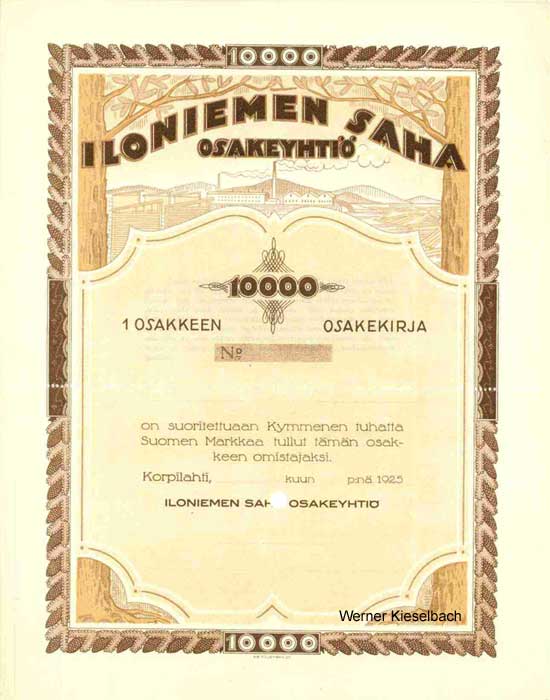 10000
ILONIEMEN SAHA
OSAKEYHTIÖ
10000
1 OSAKKEEN OSAKEKIRJA
No
on suoritettuaan Kymmenen tuhatta
Suomen Markkaa tullut tämän osak-
keen omistajaksi.
Korpilahti, kuun p:nä 1925
ILONIEMEN SAH OSAKEYHTIÖ
Werner Kieselbach
10000